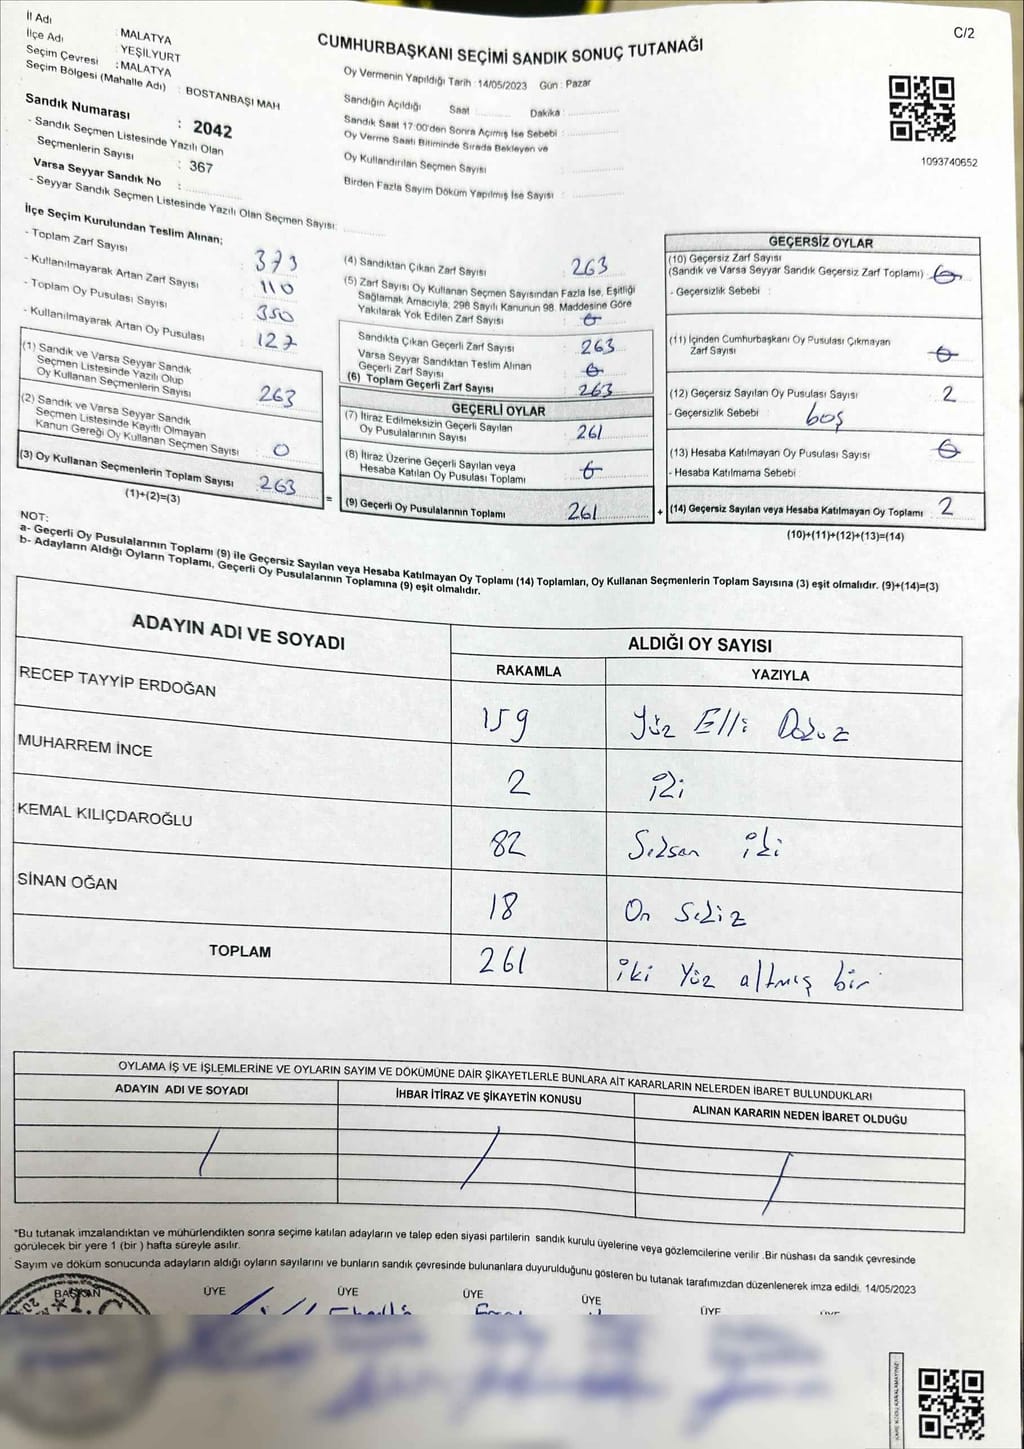 C/2
İl Adı
İlçe Adı : MALATYA
Seçim Çevresi : YEŞİLYURT
Seçim Bölgesi (Mahalle Adı) : MALATYA
: BOSTANBAŞI MAH
CUMHURBAŞKANI SEÇİMİ SANDIK SONUÇ TUTANAĞI
Oy Vermenin Yapıldığı Tarih : 14/05/2023 Gün : Pazar
Sandığın Açıldığı Saat Dakika :
Sandık Saat 17:00'den Sonra Açımış İse Sebebi :
Oy Verme Saati Bitiminde Sırada Bekleyen ve
Oy Kullandırılan Seçmen Sayısı :
Birden Fazla Sayım Döküm Yapılmış İse Sayısı :
1093740652
Sandık Numarası : 2042
- Sandık Seçmen Listesinde Yazılı Olan
Seçmenlerin Sayısı : 367
Varsa Seyyar Sandık No :
- Seyyar Sandık Seçmen Listesinde Yazılı Olan Seçmen Sayısı:
İlçe Seçim Kurulundan Teslim Alınan;
- Toplam Zarf Sayısı 373
- Kullanılmayarak Artan Zarf Sayısı 110
- Toplam Oy Pusulası Sayısı 350
- Kullanılmayarak Artan Oy Pusulası 127
(1) Sandık ve Varsa Seyyar Sandık
Seçmen Listesinde Yazılı Olup
Oy Kullanan Seçmenlerin Sayısı 263
(2) Sandık ve Varsa Seyyar Sandık
Seçmen Listesinde Kayıtlı Olmayan
Kanun Gereği Oy Kullanan Seçmen Sayısı 0
(3) Oy Kullanan Seçmenlerin Toplam Sayısı 263
(1)+(2)=(3)
(4) Sandıktan Çıkan Zarf Sayısı 263
(5) Zarf Sayısı Oy Kullanan Seçmen Sayısından Fazla İse, Eşitliği
Sağlamak Amacıyla, 298 Sayılı Kanunun 98. Maddesine Göre
Yakılarak Yok Edilen Zarf Sayısı 0
Sandıkta Çıkan Geçerli Zarf Sayısı 263
Varsa Seyyar Sandıktan Teslim Alınan
Geçerli Zarf Sayısı 0
(6) Toplam Geçerli Zarf Sayısı 263
GEÇERLİ OYLAR
(7) İtiraz Edilmeksizin Geçerli Sayılan
Oy Pusulalarının Sayısı 261
(8) İtiraz Üzerine Geçerli Sayılan veya
Hesaba Katılan Oy Pusulası Toplamı 0
= (9) Geçerli Oy Pusulalarının Toplamı 261
GEÇERSİZ OYLAR
(10) Geçersiz Zarf Sayısı
(Sandık ve Varsa Seyyar Sandık Geçersiz Zarf Toplamı) 0
- Geçersizlik Sebebi :
(11) İçinden Cumhurbaşkanı Oy Pusulası Çıkmayan
Zarf Sayısı 0
(12) Geçersiz Sayılan Oy Pusulası Sayısı 2
- Geçersizlik Sebebi boş
(13) Hesaba Katılmayan Oy Pusulası Sayısı 0
- Hesaba Katılmama Sebebi
+ (14) Geçersiz Sayılan veya Hesaba Katılmayan Oy Toplamı 2
(10)+(11)+(12)+(13)=(14)
NOT:
a- Geçerli Oy Pusulalarının Toplamı (9) ile Geçersiz Sayılan veya Hesaba Katılmayan Oy Toplamı (14) Toplamları, Oy Kullanan Seçmenlerin Toplam Sayısına (3) eşit olmalıdır. (9)+(14)=(3)
b- Adayların Aldığı Oyların Toplamı, Geçerli Oy Pusulalarının Toplamına (9) eşit olmalıdır.
ADAYIN ADI VE SOYADI ALDIĞI OY SAYISI
RAKAMLA YAZIYLA
RECEP TAYYİP ERDOĞAN 159 Yüz Elli Dokuz
MUHARREM İNCE 2 iki
KEMAL KILIÇDAROĞLU 82 Seksen iki
SİNAN OĞAN 18 On Sekiz
TOPLAM 261 iki Yüz altmış bir
OYLAMA İŞ VE İŞLEMLERİNE VE OYLARIN SAYIM VE DÖKÜMÜNE DAİR ŞİKAYETLERLE BUNLARA AİT KARARLARIN NELERDEN İBARET BULUNDUKLARI
ADAYIN ADI VE SOYADI İHBAR İTİRAZ VE ŞİKAYETİN KONUSU ALINAN KARARIN NEDEN İBARET OLDUĞU
*Bu tutanak imzalandıktan ve mühürlendikten sonra seçime katılan adayların ve talep eden siyasi partilerin sandık kurulu üyelerine veya gözlemcilerine verilir .Bir nüshası da sandık çevresinde
görülecek bir yere 1 (bir ) hafta süreyle asılır.
Sayım ve döküm sonucunda adayların aldığı oyların sayılarını ve bunların sandık çevresinde bulunanlara duyurulduğunu gösteren bu tutanak tarafımızdan düzenlenerek imza edildi. 14/05/2023
BAŞKAN ÜYE ÜYE ÜYE ÜYE ÜYE
T.C